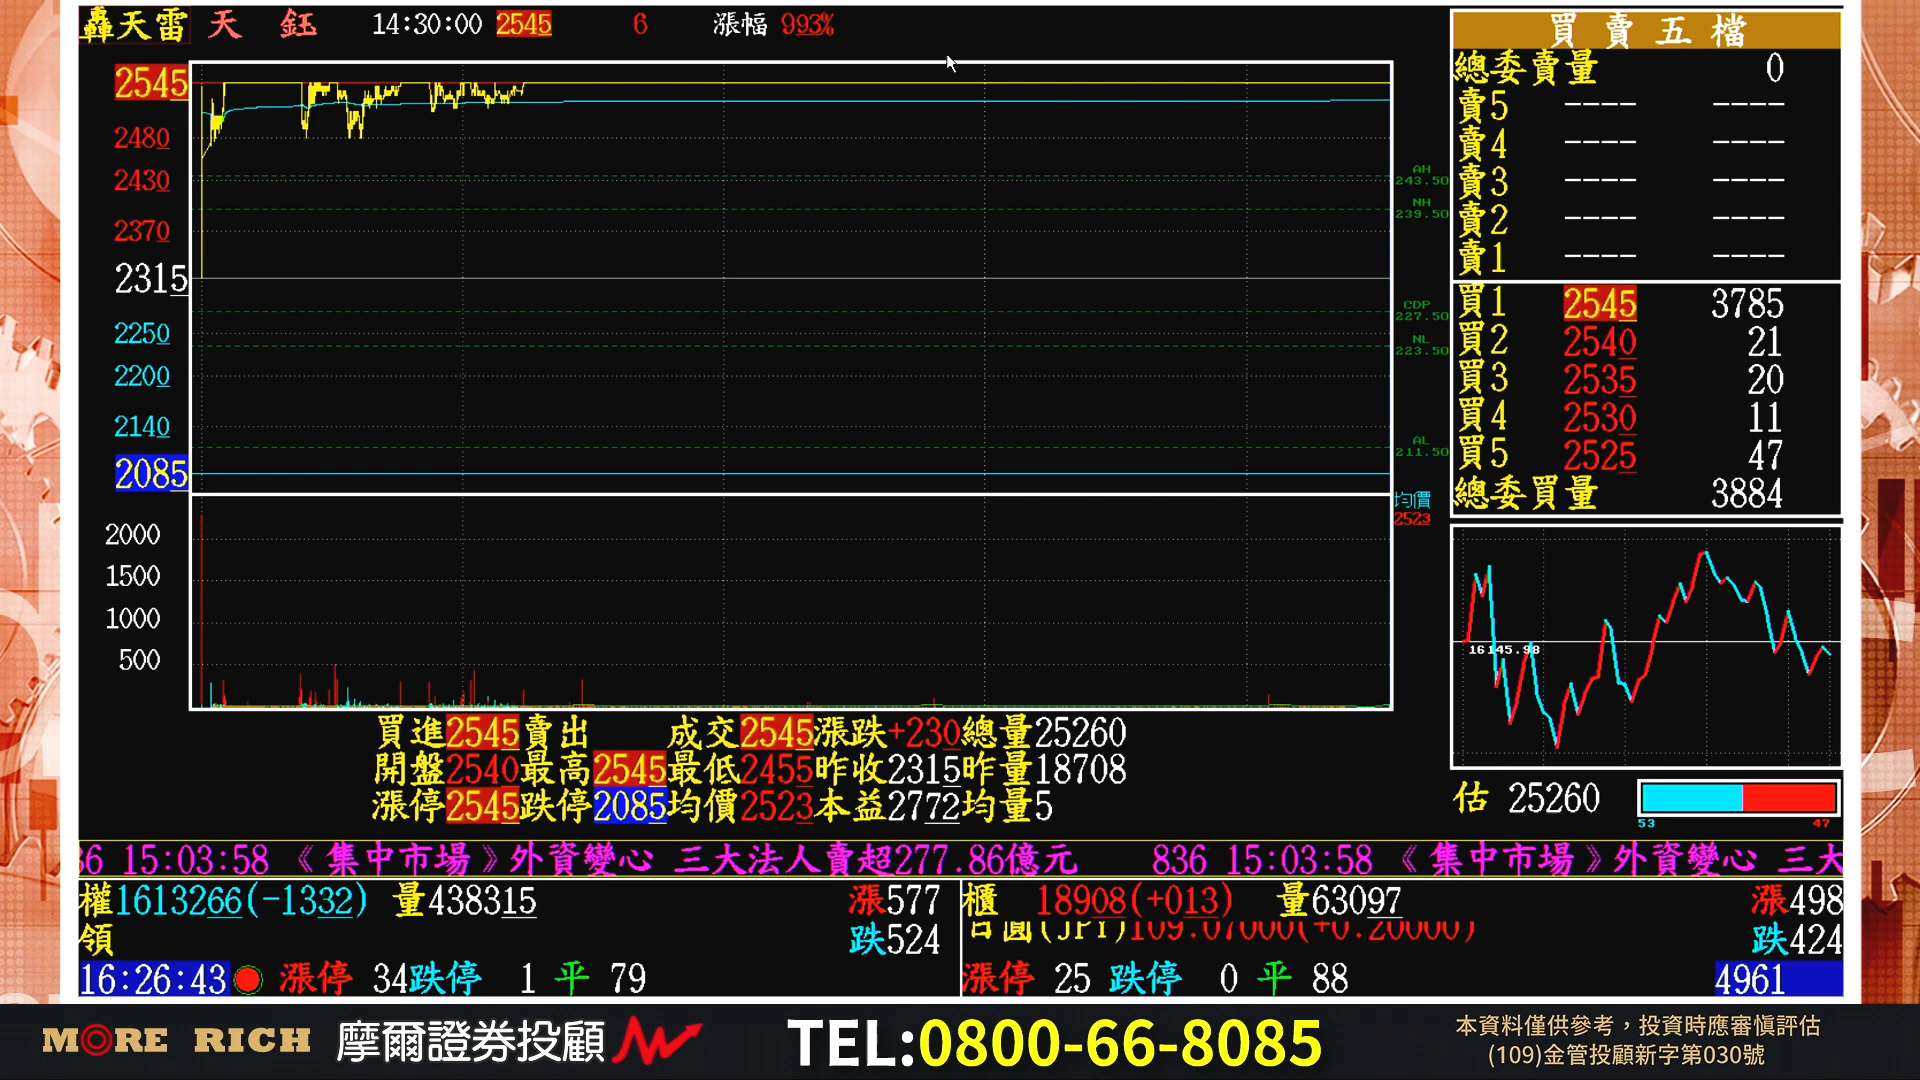 轟天雷 天 鈺 14:30:00 2545 6 漲幅 993%
2545
2480
2430
2370
2315
2250
2200
2140
2085
2000
1500
1000
500
AH
243.50
NH
239.50
CDP
227.50
NL
223.50
AL
211.50
均價
2523
買進2545賣出 成交2545漲跌+230總量25260
開盤2540最高2545最低2455昨收2315昨量18708
漲停2545跌停2085均價2523本益2772均量5
買賣五檔
總委賣量 0
賣5 ---- ----
賣4 ---- ----
賣3 ---- ----
賣2 ---- ----
賣1 ---- ----
買1 2545 3785
買2 2540 21
買3 2535 20
買4 2530 11
買5 2525 47
總委買量 3884
16145.98
估 25260
53 47
36 15:03:58 《集中市場》外資變心 三大法人賣超277.86億元 836 15:03:58 《集中市場》外資變心 三大
權1613266(-1332) 量438315 漲577
領 跌524
16:26:43 漲停 34跌停 1 平 79
櫃 18908(+013) 量63097 漲498
日圓(JPY)109.07000(+0.20000) 跌424
漲停 25 跌停 0 平 88 4961
MORE RICH 摩爾證券投顧 TEL:0800-66-8085
本資料僅供參考,投資時應審慎評估
(109)金管投顧新字第030號